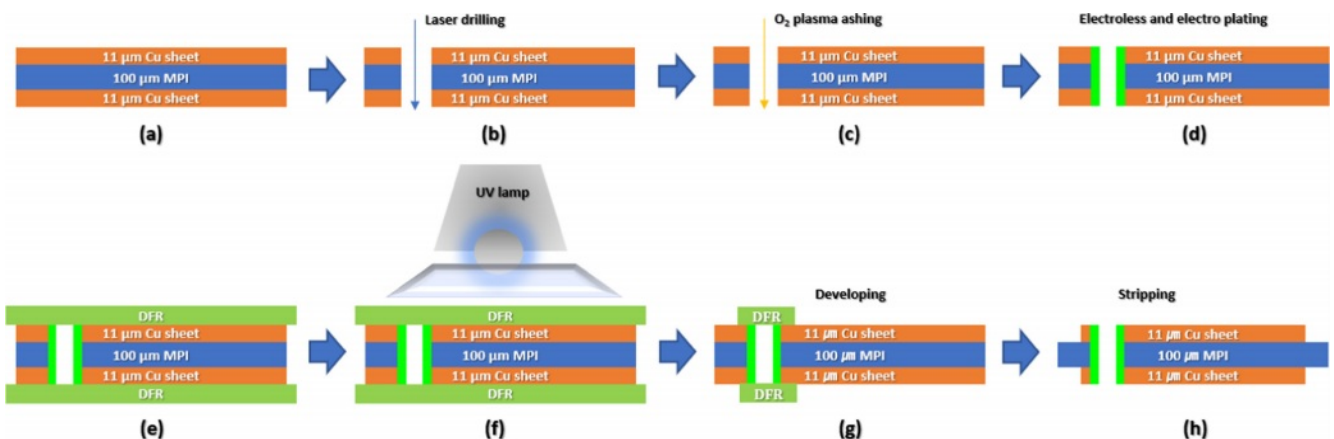 Laser drilling
O₂ plasma ashing
Electroless and electro plating
11 μm Cu sheet
100 μm MPI
11 μm Cu sheet
(a)
11 μm Cu sheet
100 μm MPI
11 μm Cu sheet
(b)
11 μm Cu sheet
100 μm MPI
11 μm Cu sheet
(c)
11 μm Cu sheet
100 μm MPI
11 μm Cu sheet
(d)
DFR
11 μm Cu sheet
100 μm MPI
11 μm Cu sheet
DFR
(e)
UV lamp
DFR
11 μm Cu sheet
100 μm MPI
11 μm Cu sheet
DFR
(f)
Developing
DFR
11 ㎛ Cu sheet
100 ㎛ MPI
11 ㎛ Cu sheet
DFR
(g)
Stripping
11 ㎛ Cu sheet
100 ㎛ MPI
11 ㎛ Cu sheet
(h)